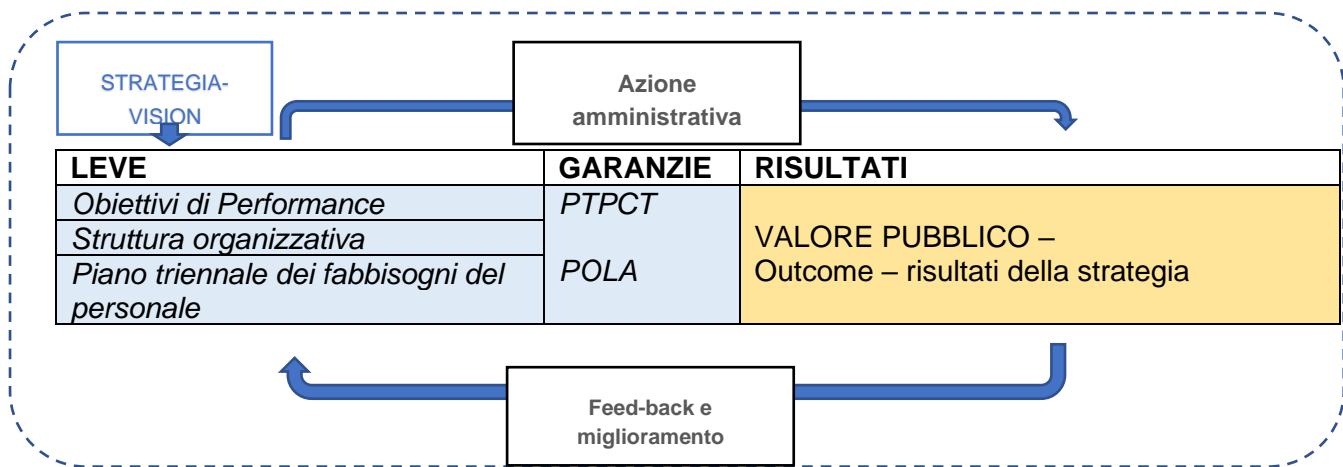 STRATEGIA-
VISION
Azione
amministrativa
LEVE
GARANZIE
RISULTATI
Obiettivi di Performance
PTPCT
Struttura organizzativa
VALORE PUBBLICO –
Piano triennale dei fabbisogni del
personale
POLA
Outcome – risultati della strategia
Feed-back e
miglioramento